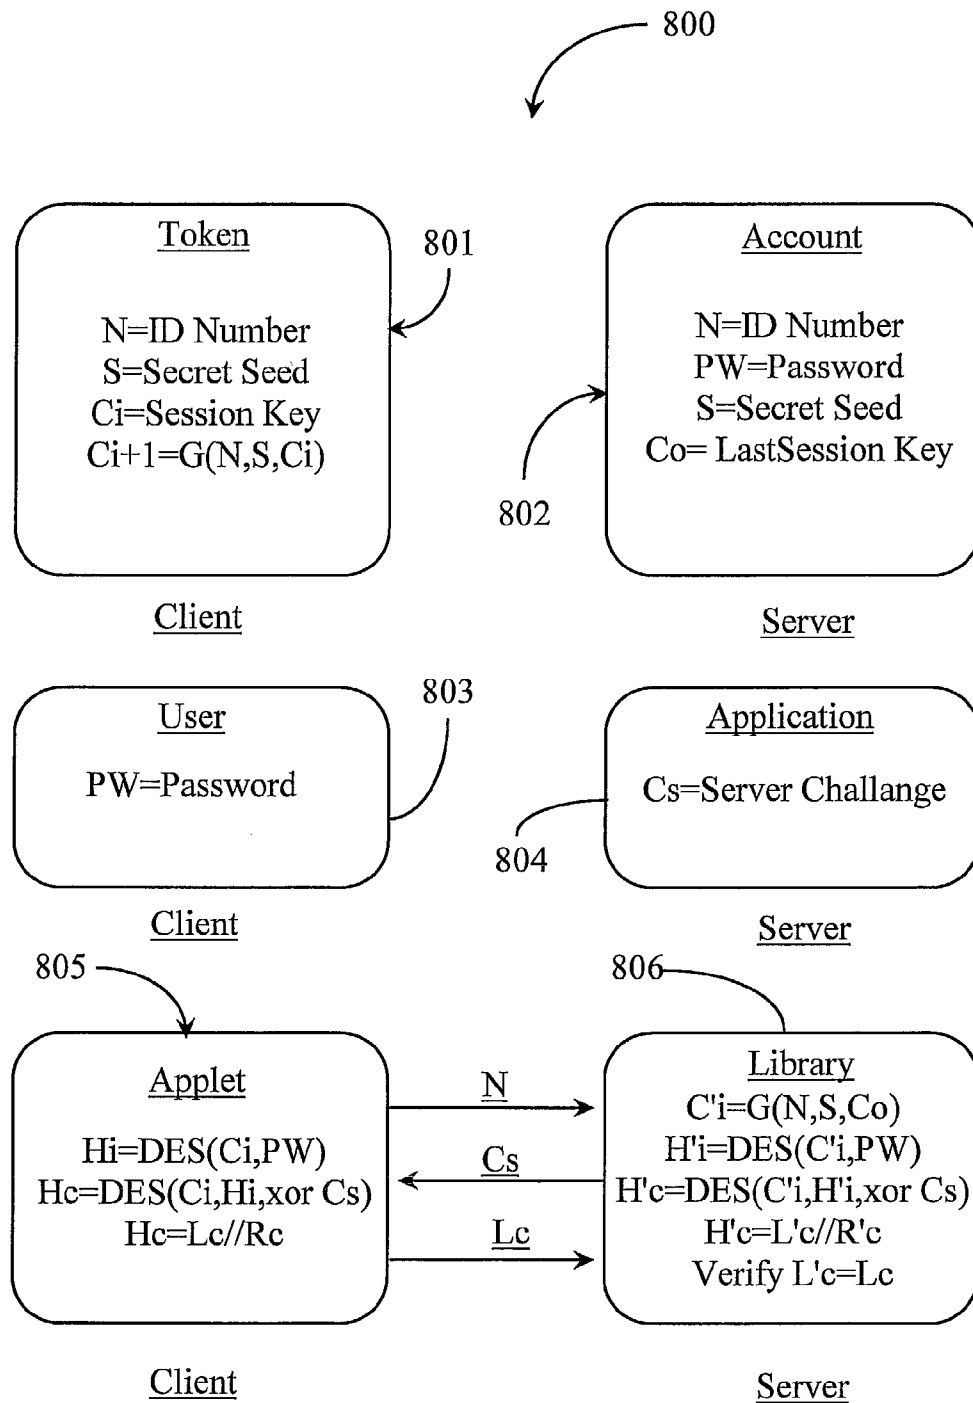 800
Token
N=ID Number
S=Secret Seed
Ci=Session Key
Ci+1=G(N,S,Ci)
801
Account
N=ID Number
PW=Password
S=Secret Seed
Co= LastSession Key
802
Client
Server
User
PW=Password
803
Application
Cs=Server Challange
804
Client
Server
805
806
Applet
Hi=DES(Ci,PW)
Hc=DES(Ci,Hi,xor Cs)
Hc=Lc//Rc
N
Cs
Lc
Library
C'i=G(N,S,Co)
H'i=DES(C'i,PW)
H'c=DES(C'i,H'i,xor Cs)
H'c=L'c//R'c
Verify L'c=Lc
Client
Server